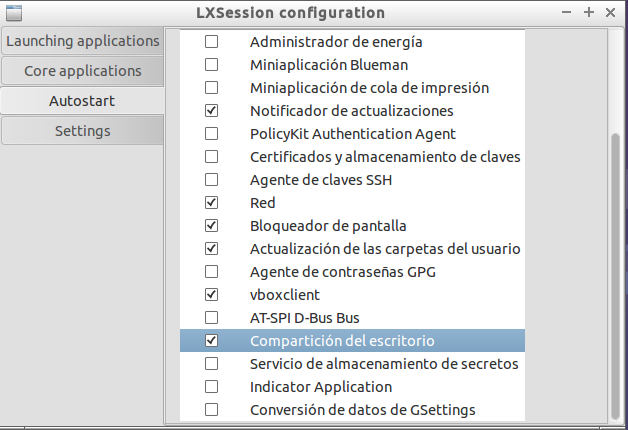 LXSession configuration
Launching applications
Core applications
Autostart
Settings
Administrador de energía
Miniaplicación Blueman
Miniaplicación de cola de impresión
Notificador de actualizaciones
PolicyKit Authentication Agent
Certificados y almacenamiento de claves
Agente de claves SSH
Red
Bloqueador de pantalla
Actualización de las carpetas del usuario
Agente de contraseñas GPG
vboxclient
AT-SPI D-Bus Bus
Compartición del escritorio
Servicio de almacenamiento de secretos
Indicator Application
Conversión de datos de GSettings